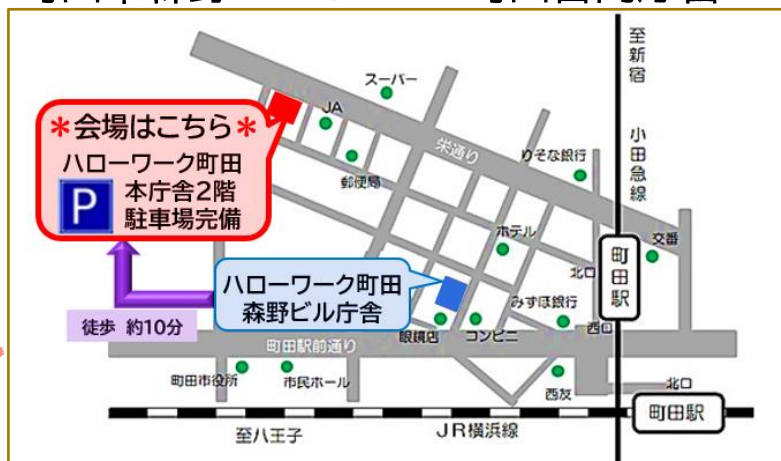 至新宿
小田急線
スーパー
JA
＊会場はこちら＊
ハローワーク町田
P
本庁舎2階
駐車場完備
郵便局
栄通り
りそな銀行
ホテル
北口
町田駅
交番
ハローワーク町田
森野ビル庁舎
みずほ銀行
徒歩 約10分
眼鏡店
コンビニ
西口
町田駅前通り
町田市役所
市民ホール
西友
北口
町田駅
至八王子
JR横浜線